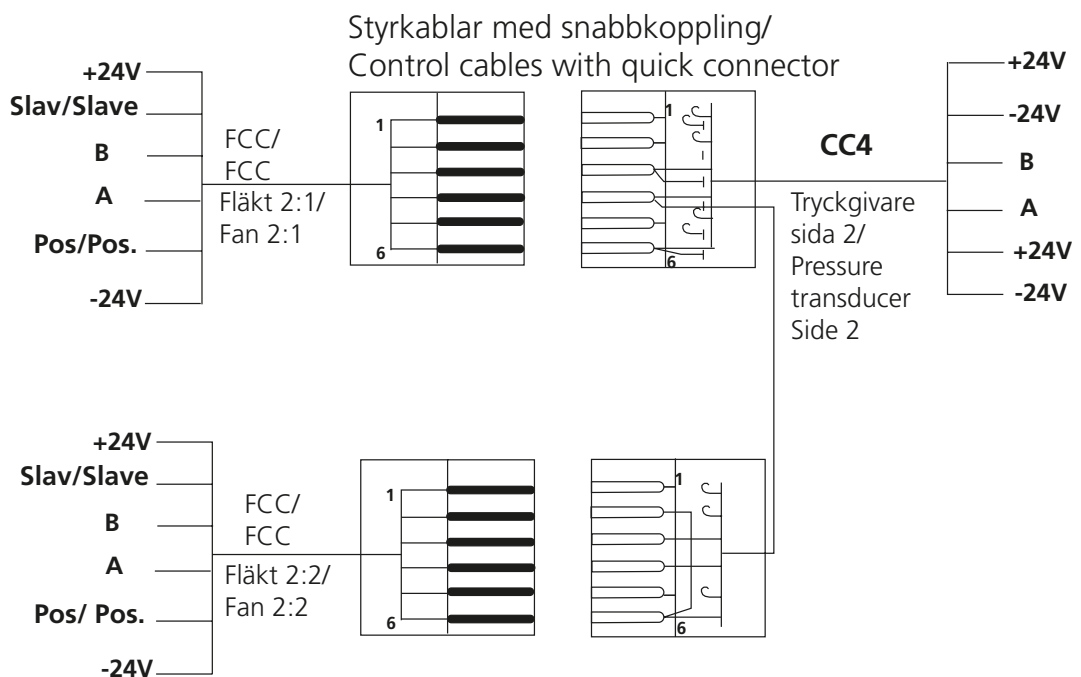 Styrkablar med snabbkoppling/
Control cables with quick connector
+24V
Slav/Slave
B
A
Pos/Pos.
-24V
FCC/
FCC
Fläkt 2:1/
Fan 2:1
1
6
1
6
CC4
Tryckgivare
sida 2/
Pressure
transducer
Side 2
+24V
-24V
B
A
+24V
-24V
+24V
Slav/Slave
B
A
Pos/ Pos.
-24V
FCC/
FCC
Fläkt 2:2/
Fan 2:2
1
6
1
6